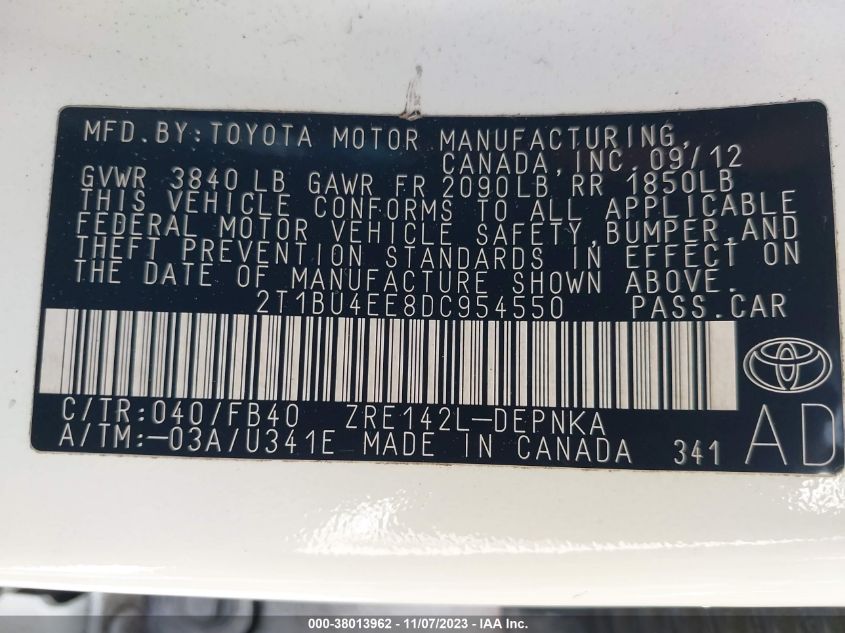 MFD.BY:TOYOTA MOTOR MANUFACTURING,
CANADA,INC.09/12
GVWR 3840LB GAWR FR 2090LB RR 1850LB
THIS VEHICLE CONFORMS TO ALL APPLICABLE
FEDERAL MOTOR VEHICLE SAFETY,BUMPER,AND
THEFT PREVENTION STANDARDS IN EFFECT ON
THE DATE OF MANUFACTURE SHOWN ABOVE.
2T1BU4EE8DC954550 PASS.CAR
C/TR:040/FB40 ZRE142L-DEPNKA
A/TM:-03A/U341E MADE IN CANADA 341 AD
000-38013962 - 11/07/2023 - IAA Inc.